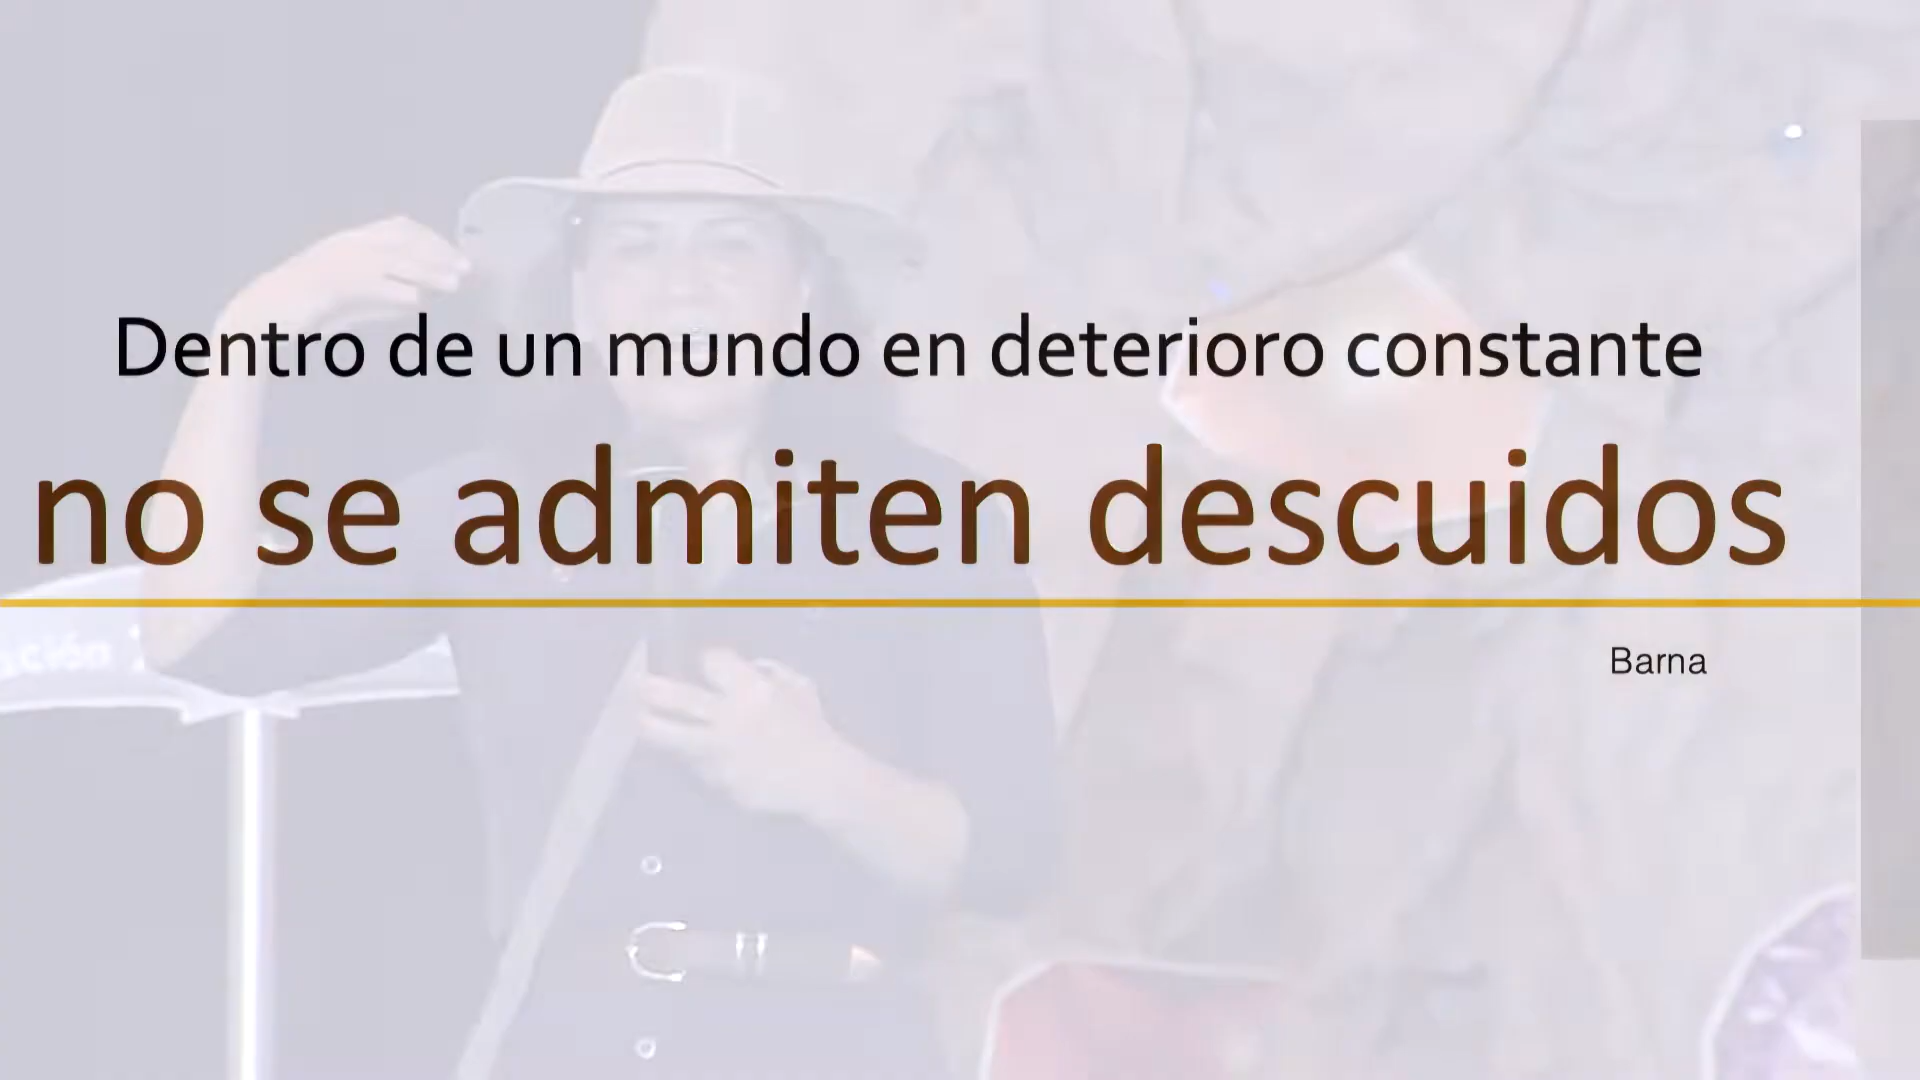 Dentro de un mundo en deterioro constante
no se admiten descuidos
Barna